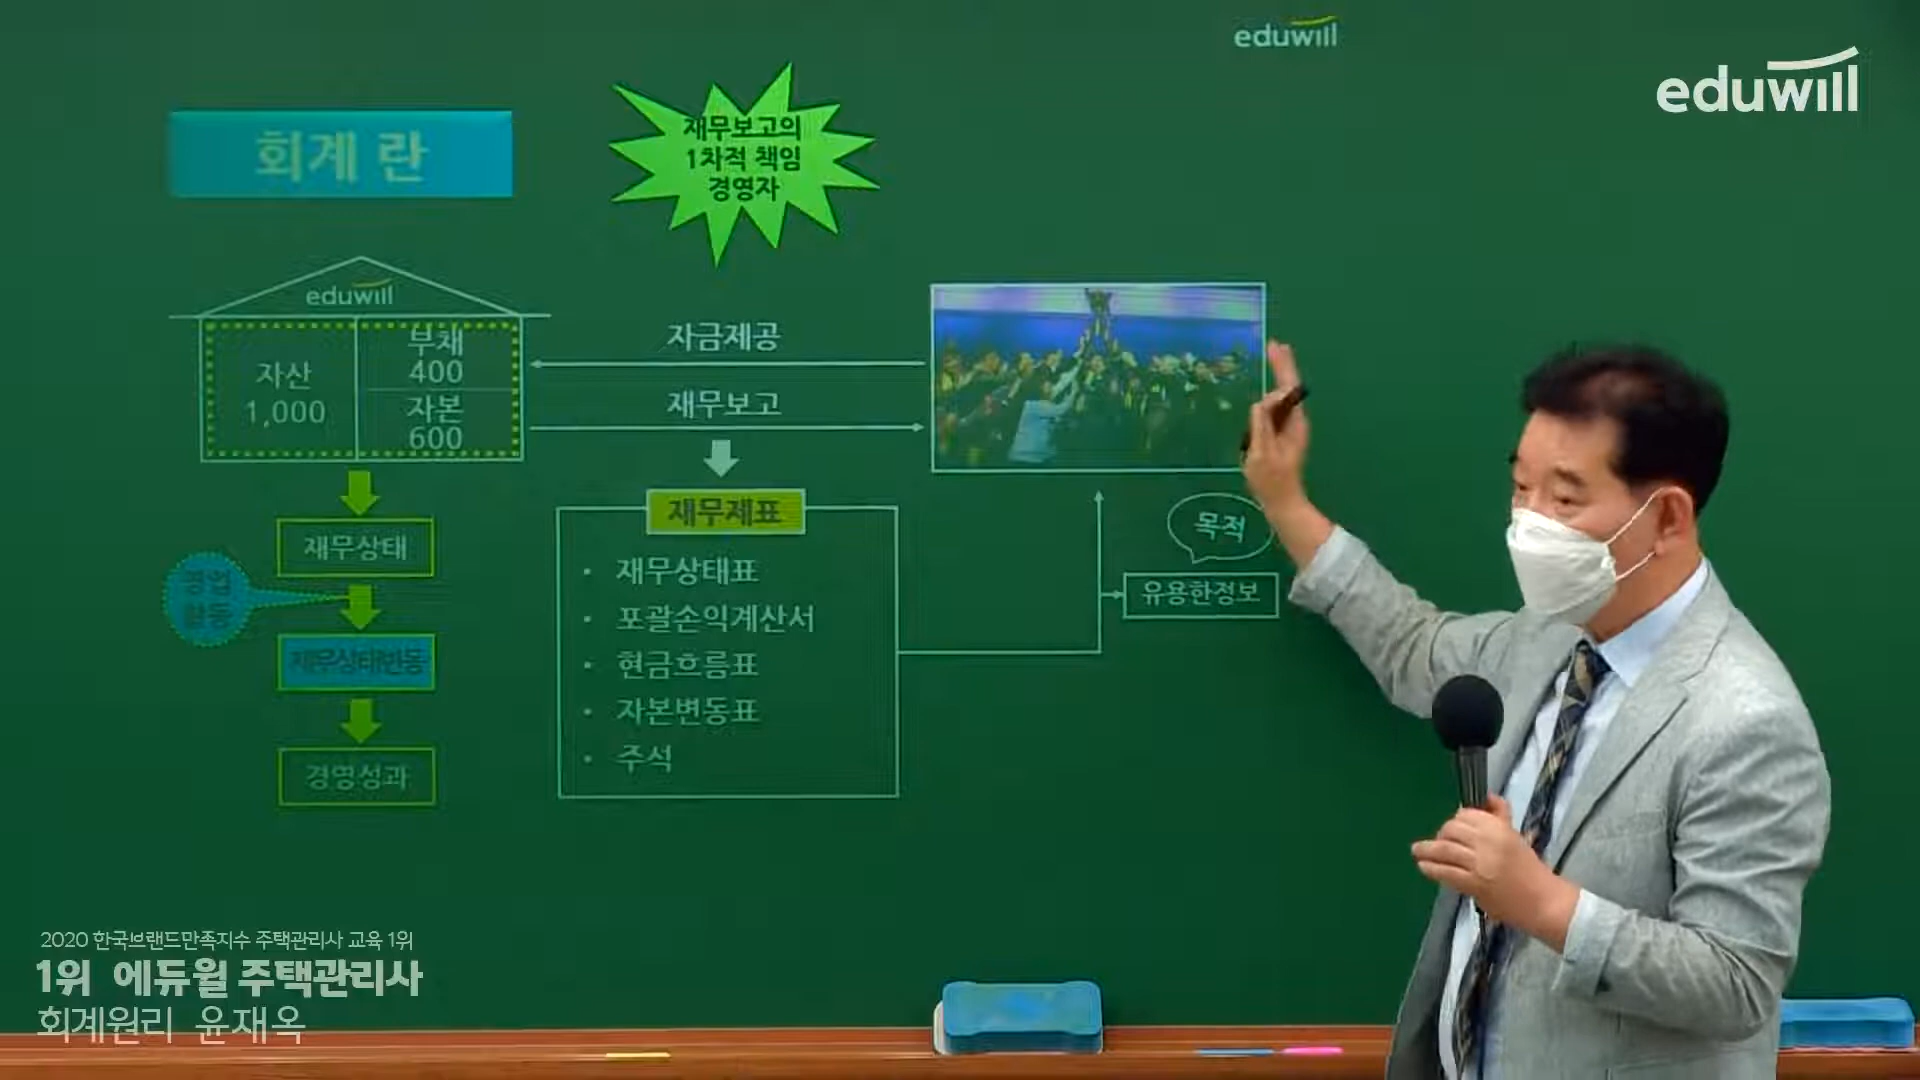 eduwill
eduwill
회계 란
재무보고의
1차적 책임
경영자
eduwill
자산
1,000
부채
400
자본
600
자금제공
재무보고
재무상태
영업
활동
재무상태변동
경영성과
재무제표
• 재무상태표
• 포괄손익계산서
• 현금흐름표
• 자본변동표
• 주석
목적
유용한정보
2020 한국브랜드만족지수 주택관리사 교육 1위
1위 에듀윌 주택관리사
회계원리 윤재옥